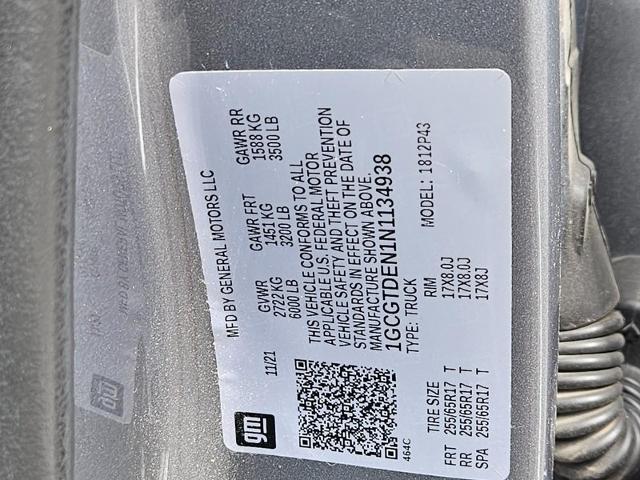 gm
MFD BY GENERAL MOTORS LLC
11/21 GVWR GAWR FRT GAWR RR
2722 KG 1451 KG 1588 KG
6000 LB 3200 LB 3500 LB
THIS VEHICLE CONFORMS TO ALL
APPLICABLE U.S. FEDERAL MOTOR
VEHICLE SAFETY AND THEFT PREVENTION
STANDARDS IN EFFECT ON THE DATE OF
MANUFACTURE SHOWN ABOVE.
1GCGTDEN1N1134938
TYPE: TRUCK MODEL: 1812P43
464C
TIRE SIZE RIM
FRT 255/65R17 T 17X8.0J
RR 255/65R17 T 17X8.0J
SPA 255/65R17 T 17X8J